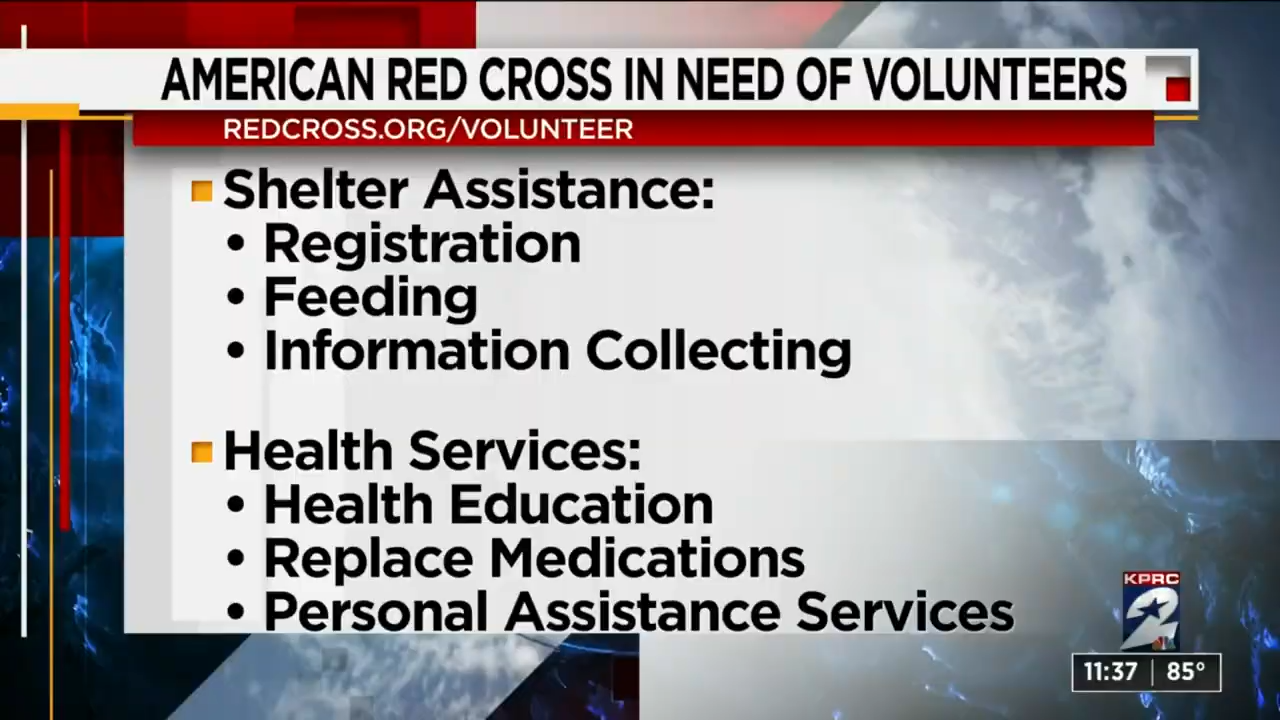 AMERICAN RED CROSS IN NEED OF VOLUNTEERS
REDCROSS.ORG/VOLUNTEER
Shelter Assistance:
• Registration
• Feeding
• Information Collecting
Health Services:
• Health Education
• Replace Medications
• Personal Assistance Services
KPRC
2
11:37 | 85°